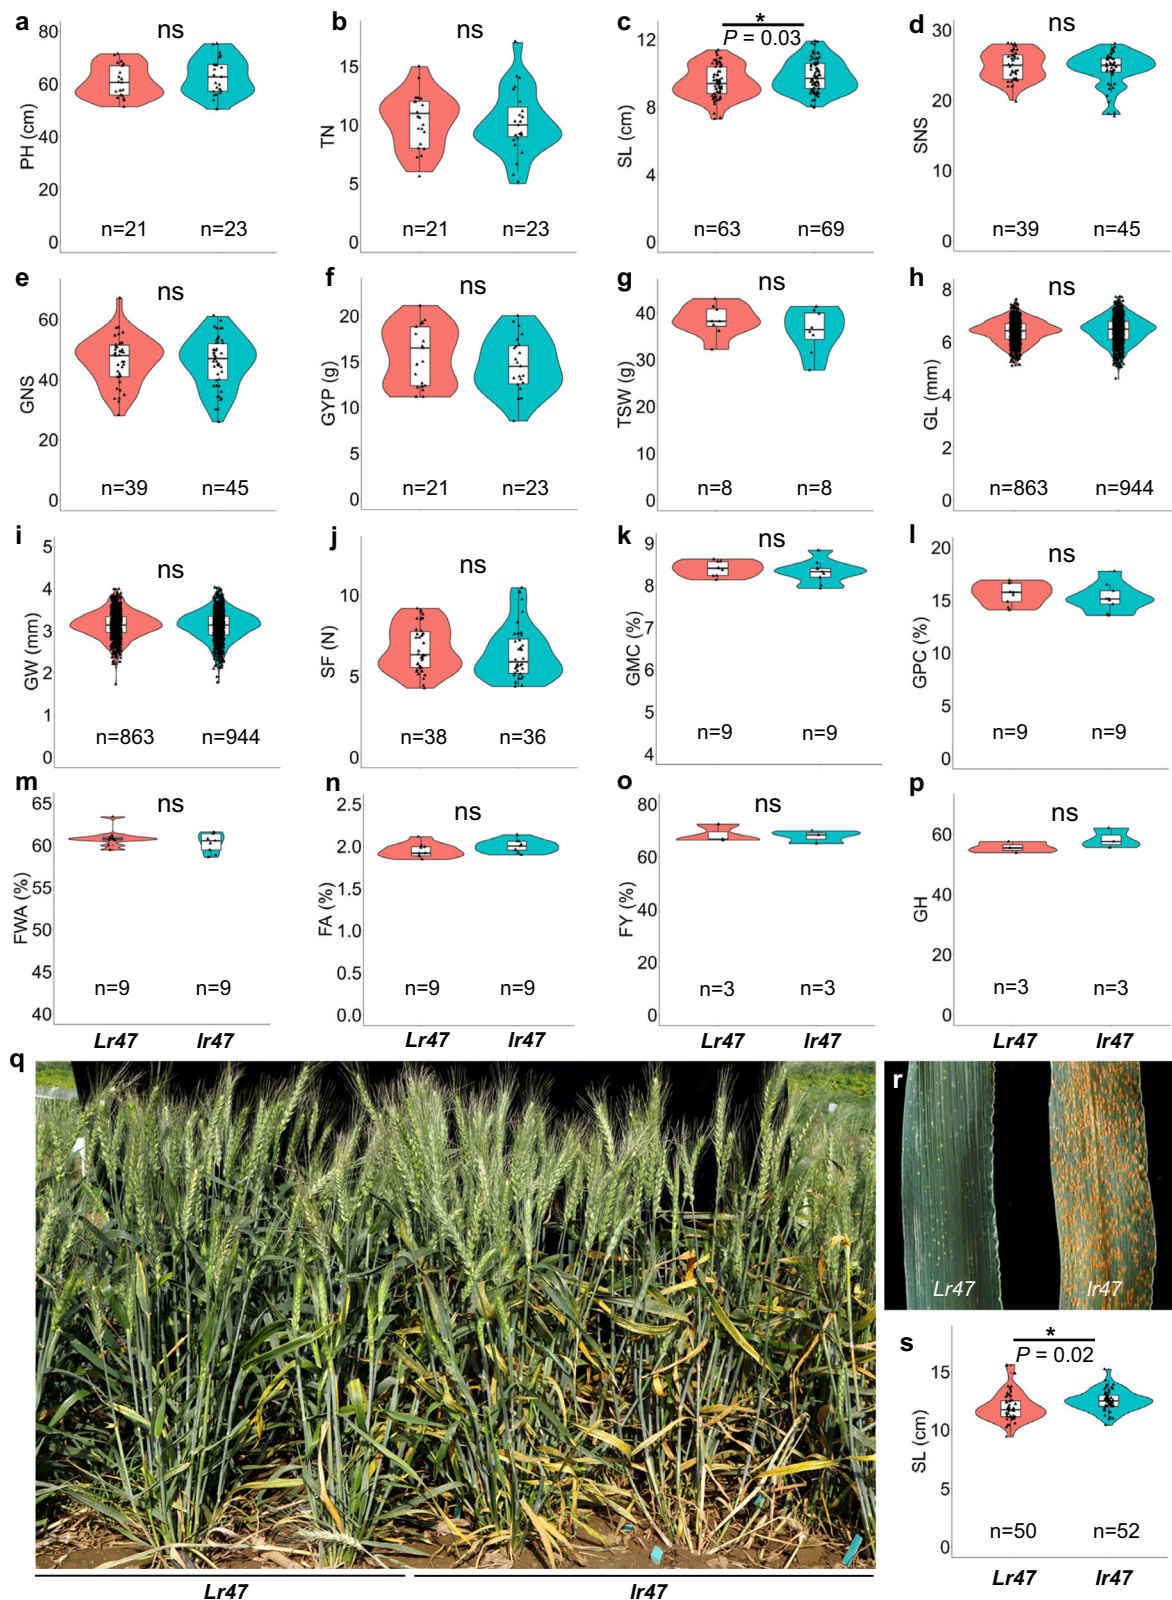 a
80
60
40
20
0
PH (cm)
ns
n=21
n=23
b
15
10
5
0
TN
ns
n=21
n=23
c
12
8
4
0
SL (cm)
*
P = 0.03
n=63
n=69
d
30
20
10
0
SNS
ns
n=39
n=45
e
60
40
20
0
GNS
ns
n=39
n=45
f
20
15
10
5
0
GYP (g)
ns
n=21
n=23
g
40
30
20
10
0
TSW (g)
ns
n=8
n=8
h
8
6
4
2
0
GL (mm)
ns
n=863
n=944
i
5
4
3
2
1
0
GW (mm)
ns
n=863
n=944
j
10
5
0
SF (N)
ns
n=38
n=36
k
9
8
7
6
5
4
GMC (%)
ns
n=9
n=9
l
20
15
10
5
0
GPC (%)
ns
n=9
n=9
m
65
60
55
50
45
40
FWA (%)
ns
n=9
n=9
Lr47
lr47
n
2.5
2.0
1.5
1.0
0.5
0.0
FA (%)
ns
n=9
n=9
Lr47
lr47
o
80
60
40
20
0
FY (%)
ns
n=3
n=3
Lr47
lr47
p
60
40
20
0
GH
ns
n=3
n=3
Lr47
lr47
q
Lr47
lr47
r
Lr47
lr47
s
15
10
5
0
SL (cm)
*
P = 0.02
n=50
n=52
Lr47
lr47